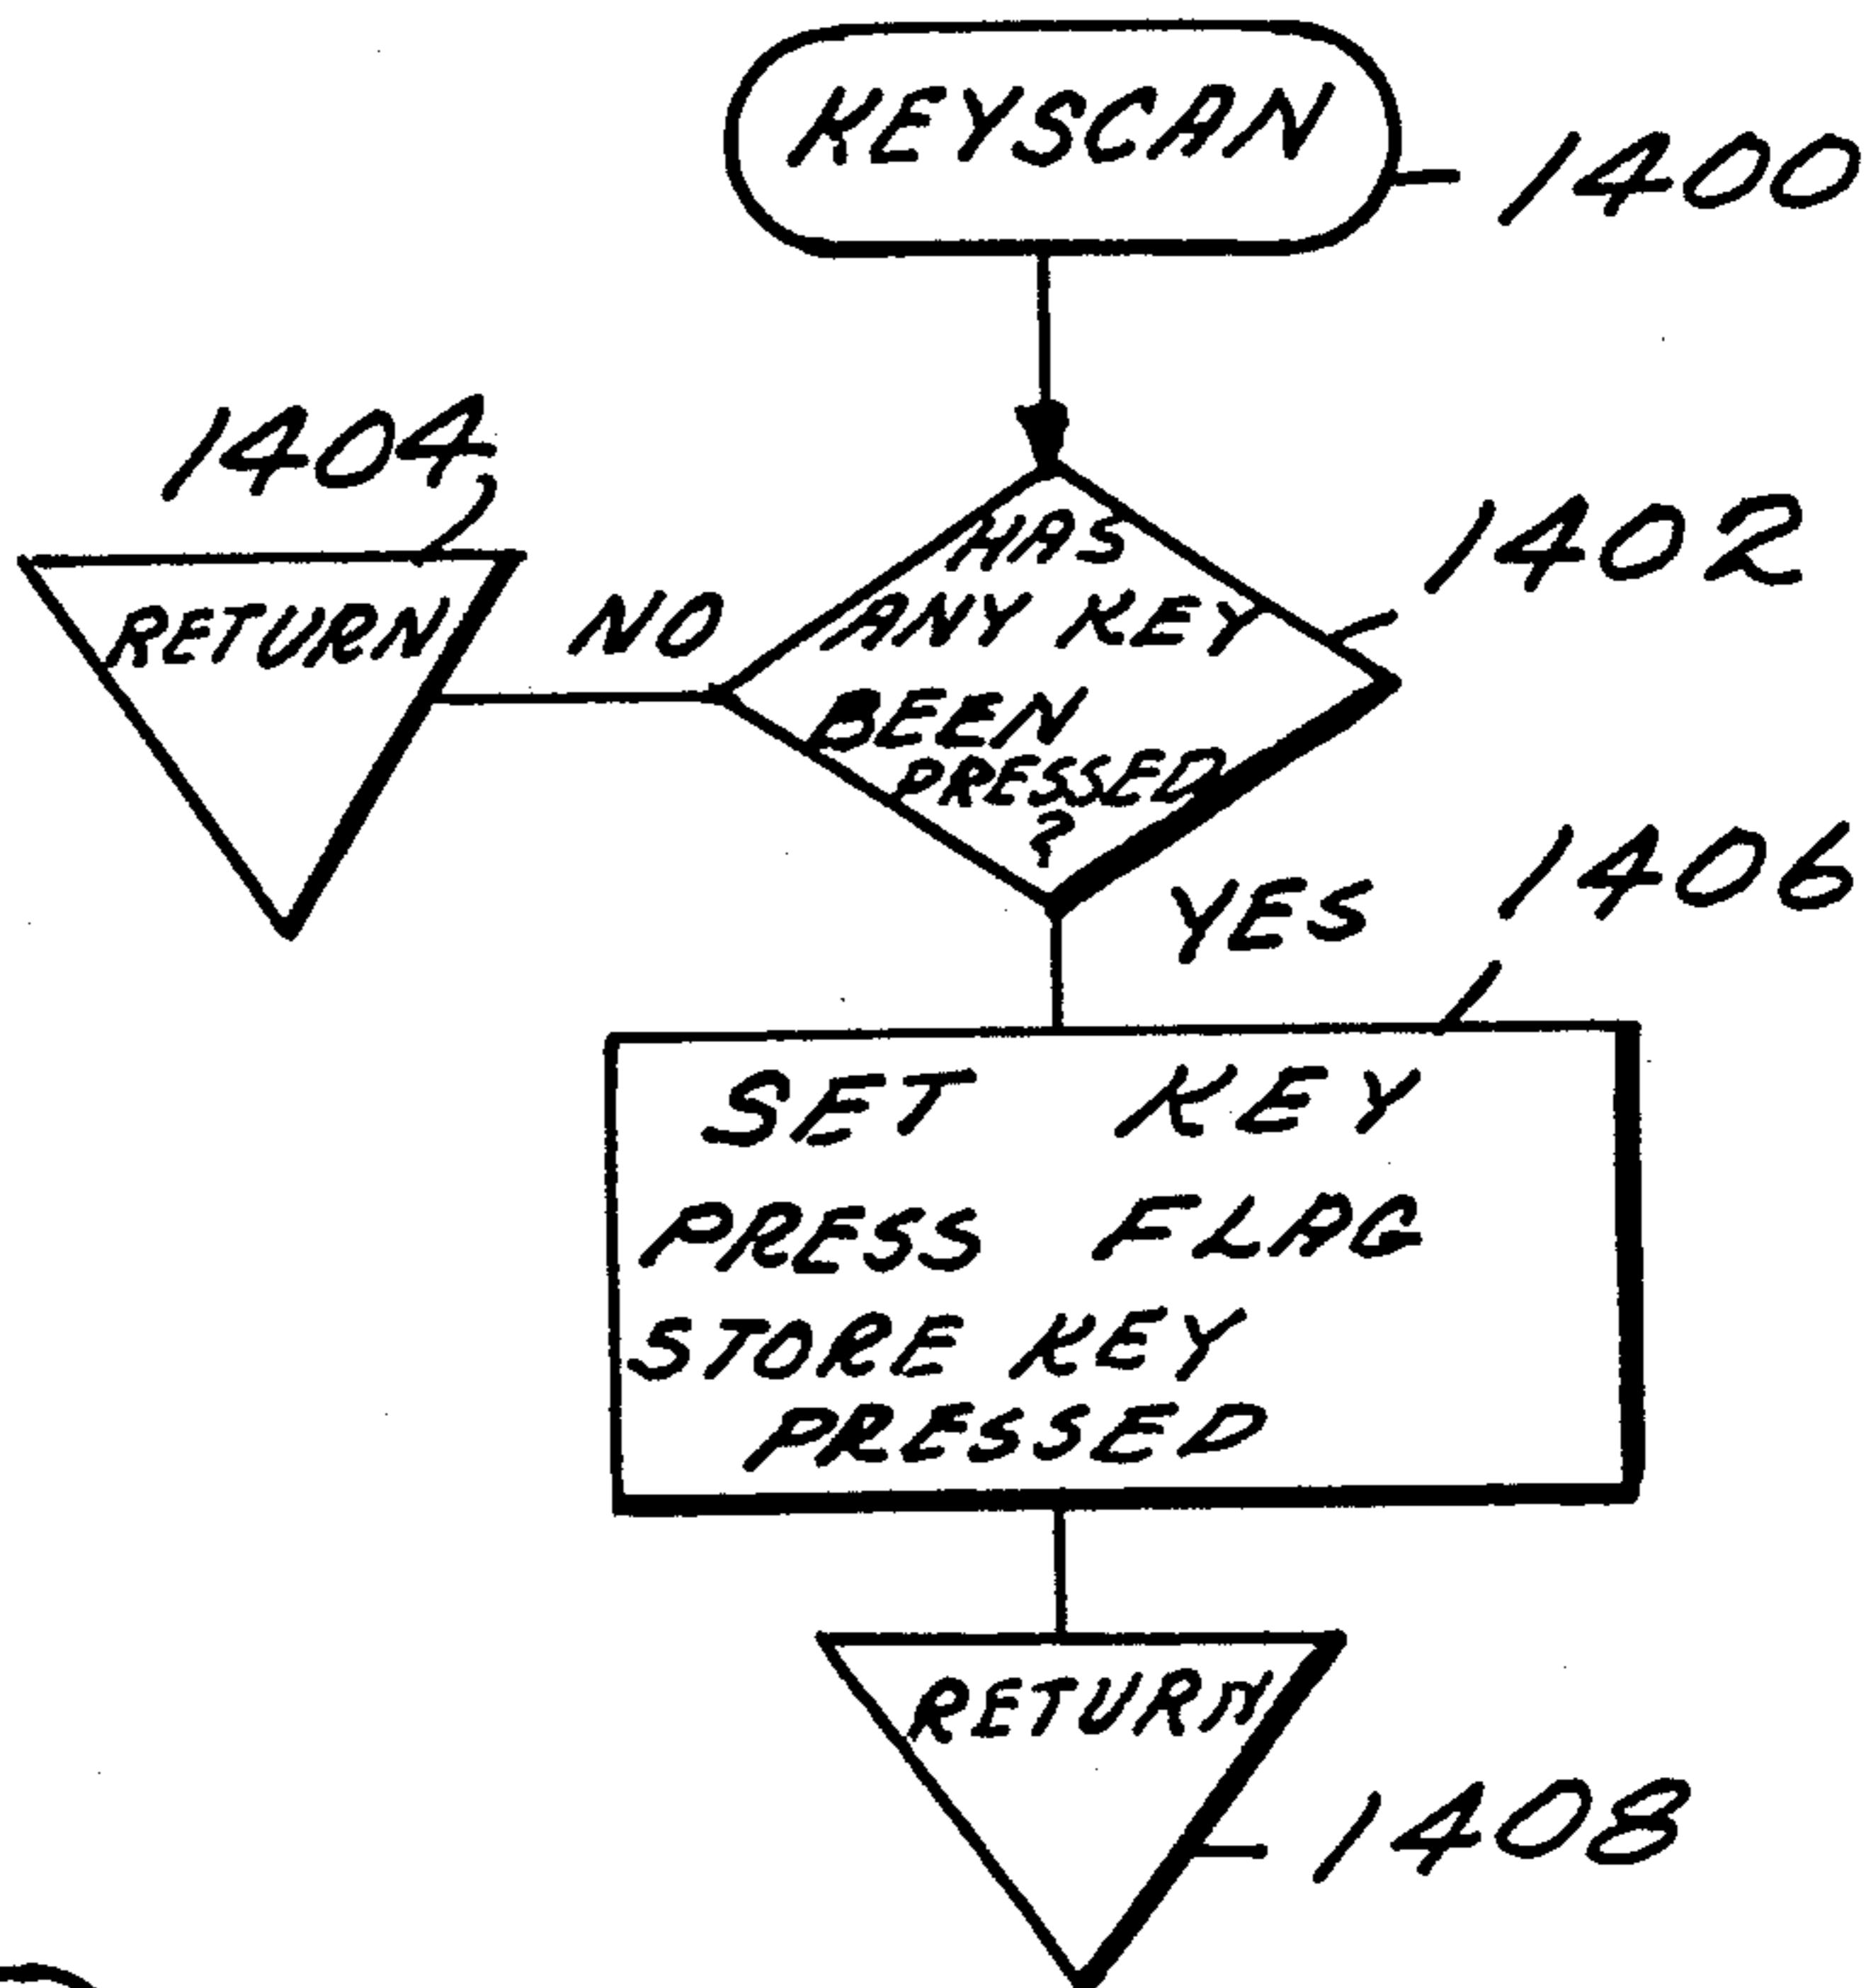 KEYSCAN
1400
1404
RETURN
NO
HAS
ANY KEY
BEEN
PRESSED
?
1402
YES
1406
SET KEY
PRESS FLAG
STORE KEY
PRESSED
RETURN
1408